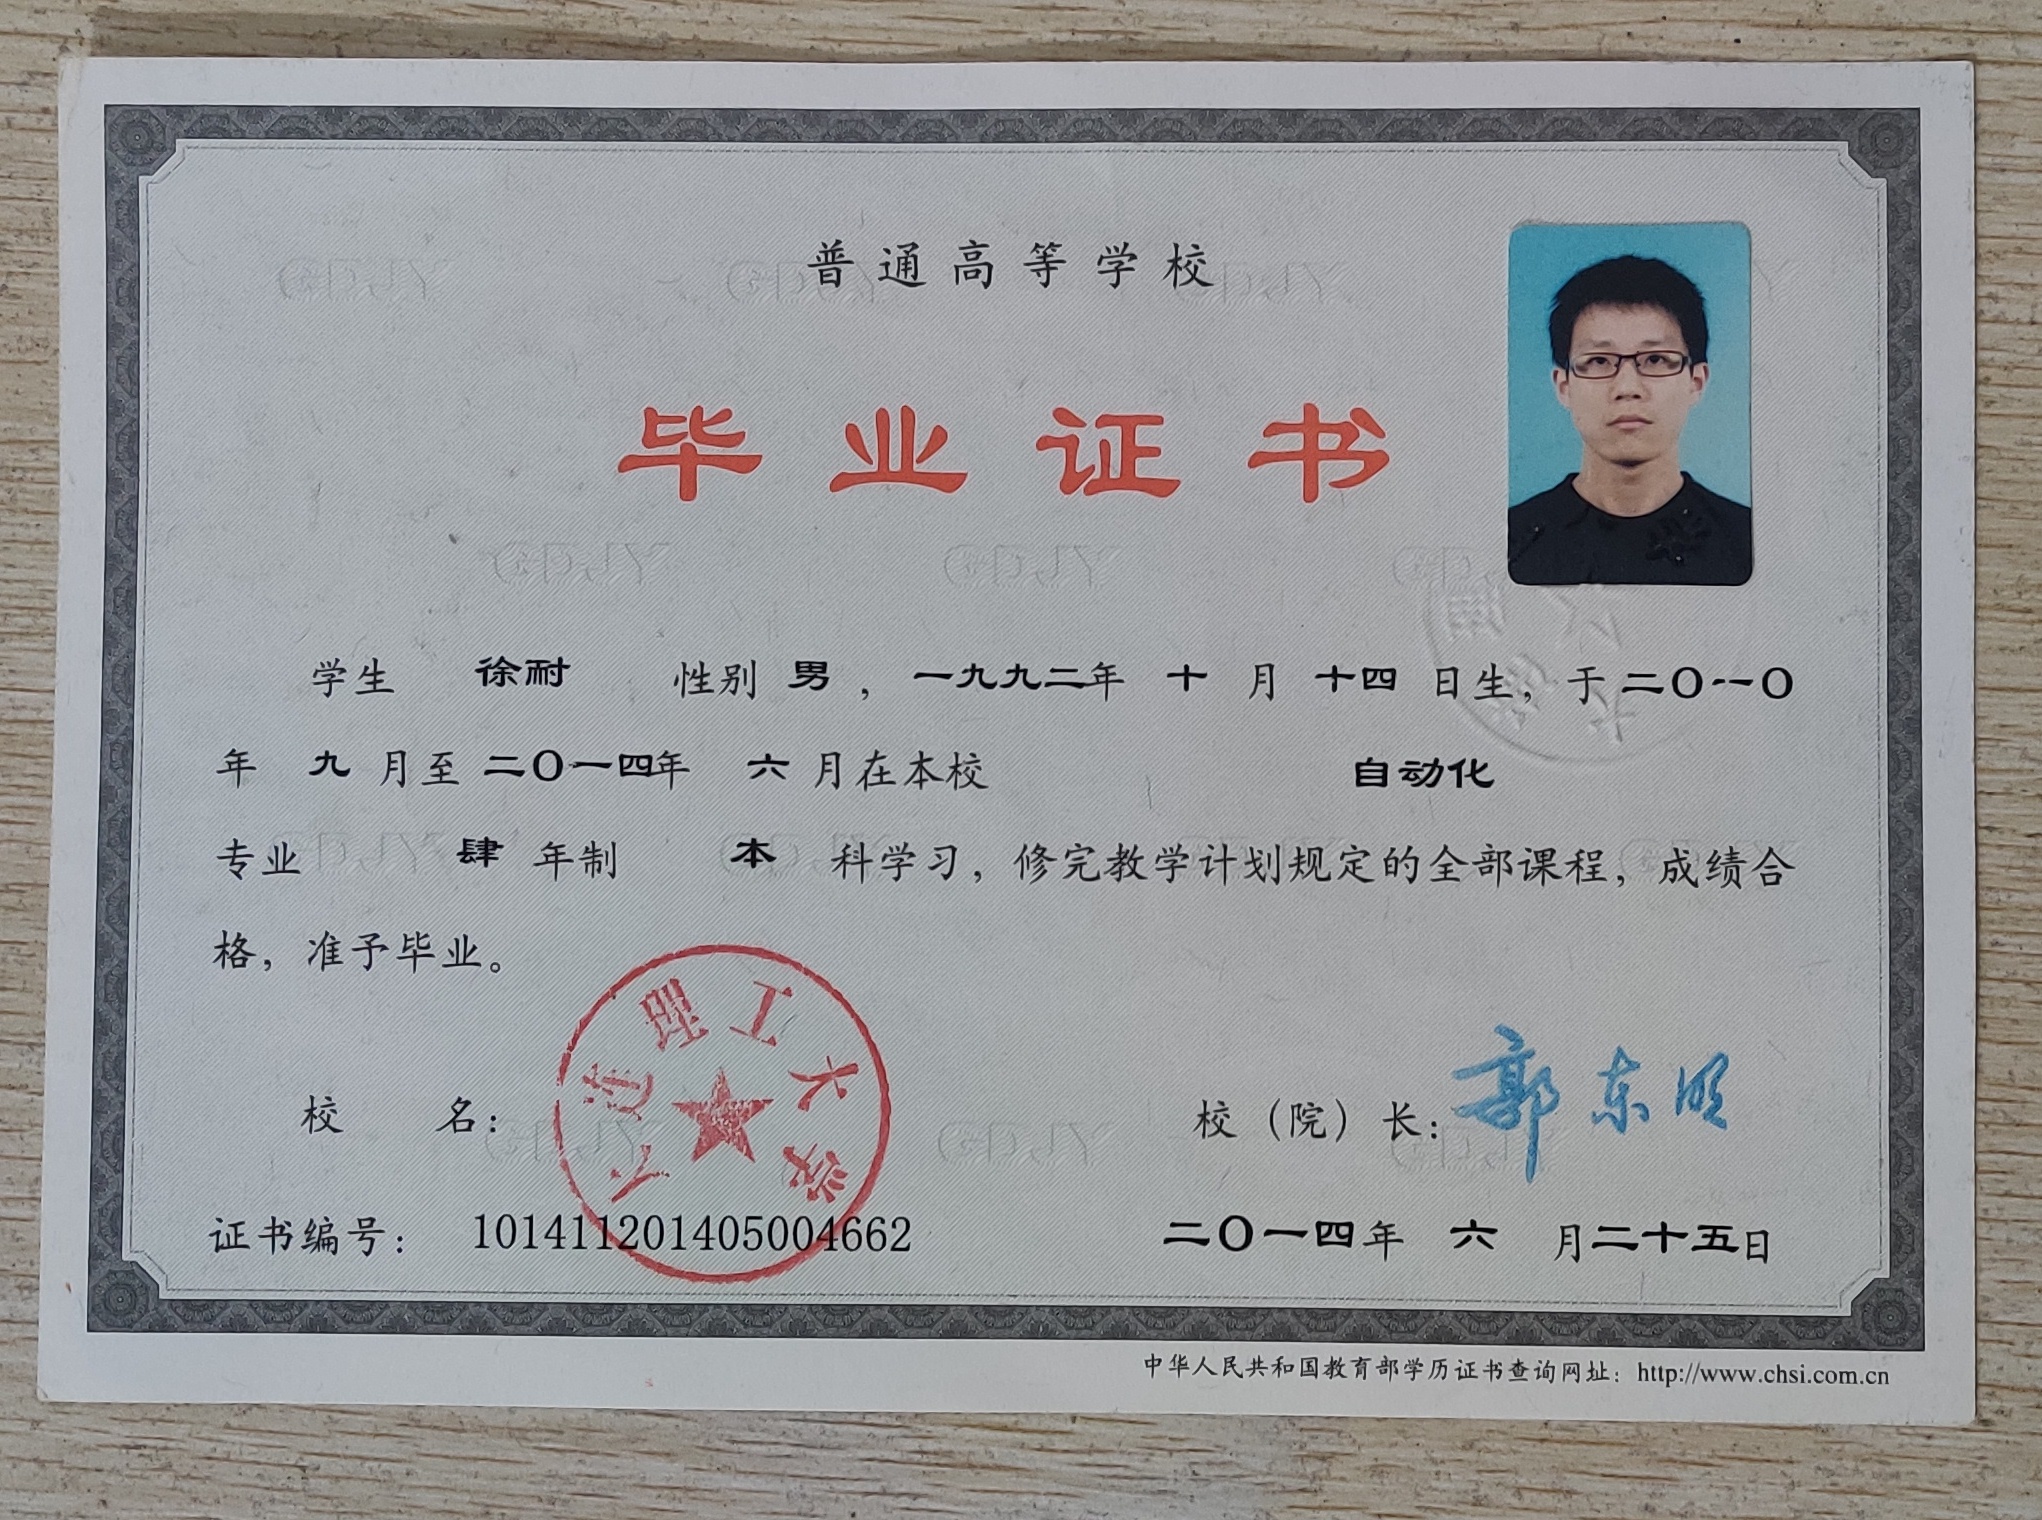 普通高等学校
毕业证书
学生 徐耐 性别 男，一九九二年 十 月 十四 日生，于二〇一〇
年 九 月至 二〇一四年 六 月在本校 自动化
专业 肆 年制 本 科学习，修完教学计划规定的全部课程，成绩合
格，准予毕业。
大连理工大学
校 名：
校（院）长：郭东明
证书编号： 101411201405004662
二〇一四年 六 月二十五日
中华人民共和国教育部学历证书查询网址：http://www.chsi.com.cn